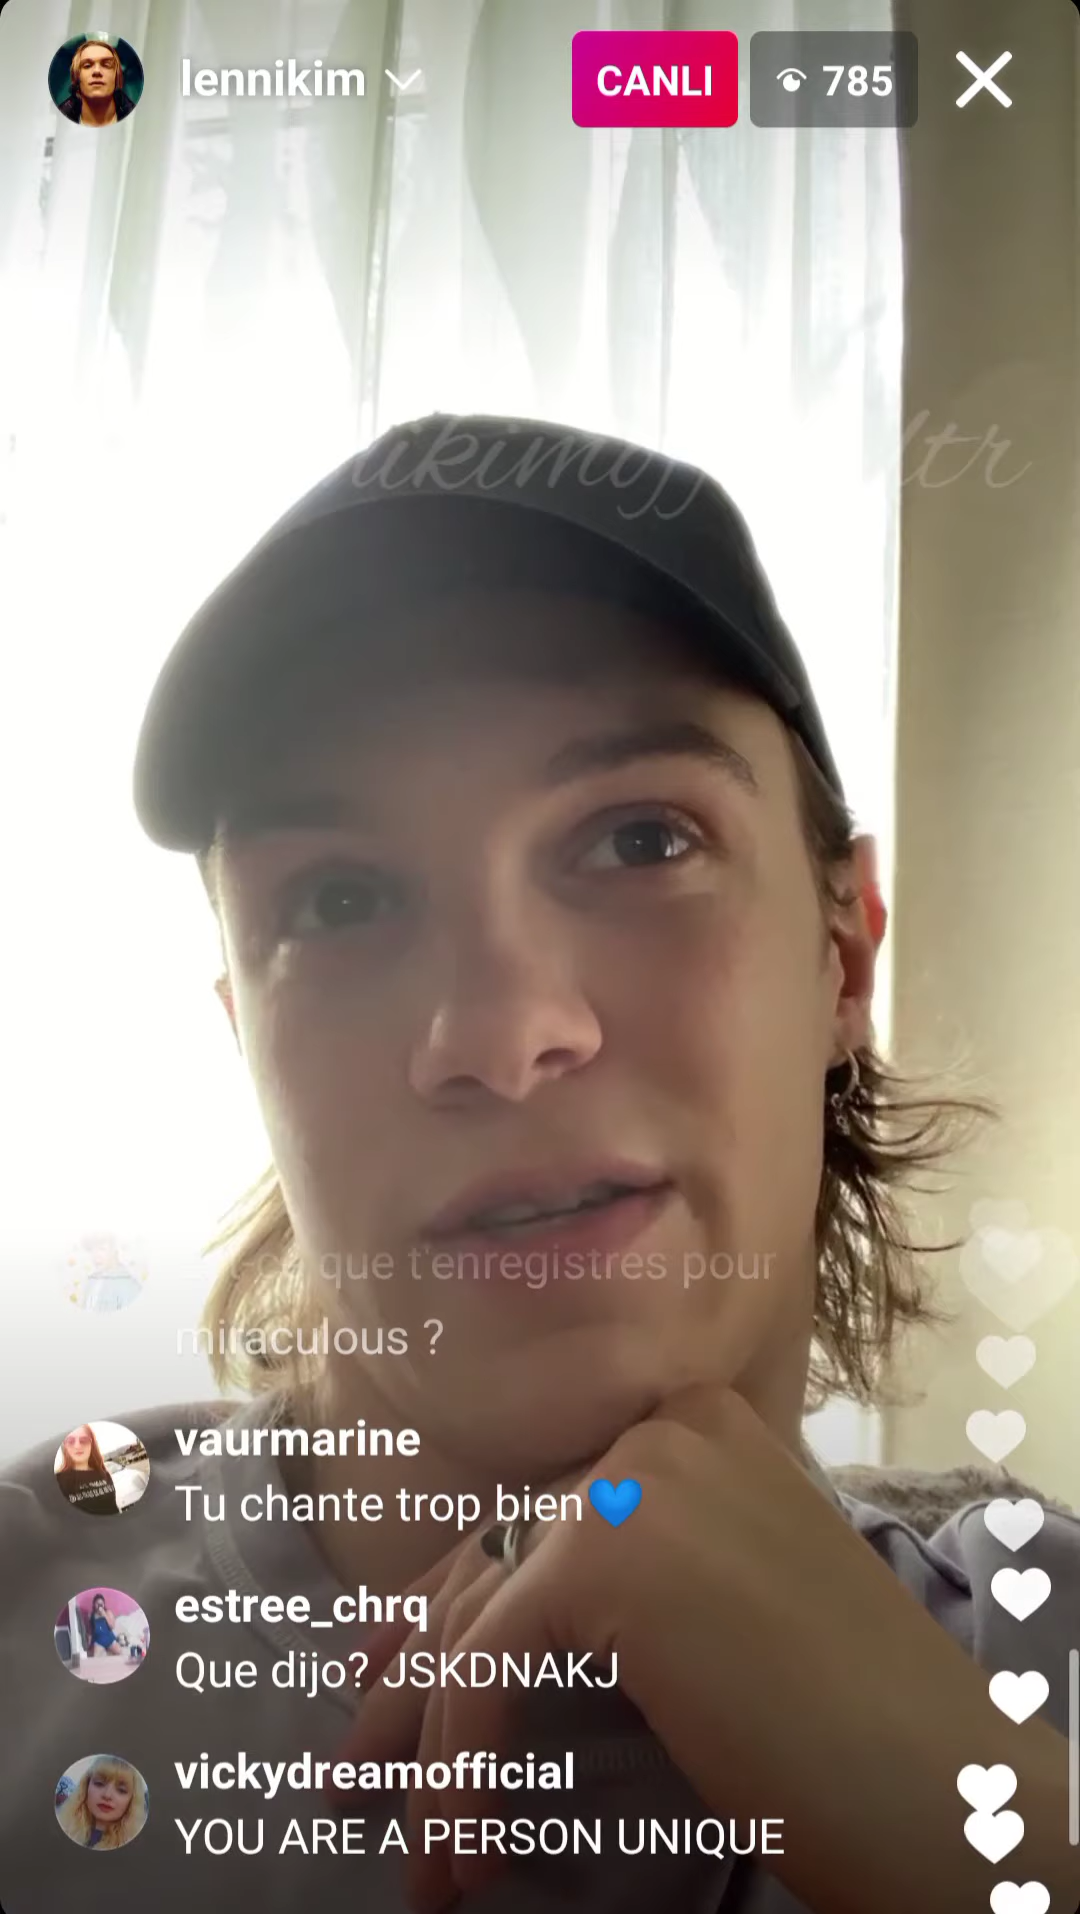 lennikim
CANLI
785
que t'enregistres pour
miraculous ?
vaurmarine
Tu chante trop bien💙
estree_chrq
Que dijo? JSKDNAKJ
vickydreamofficial
YOU ARE A PERSON UNIQUE